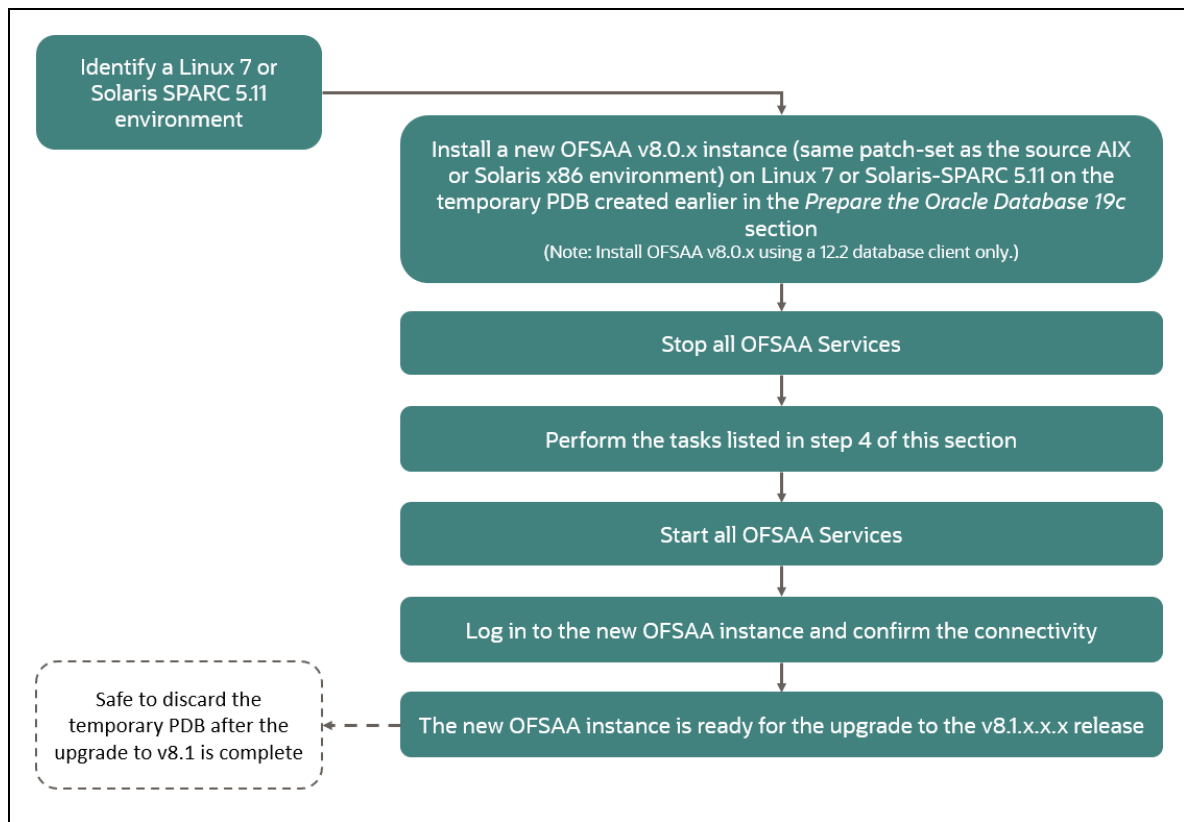 Identify a Linux 7 or
Solaris SPARC 5.11
environment
Install a new OFSAA v8.0.x instance (same patch-set as the source AIX
or Solaris x86 environment) on Linux 7 or Solaris-SPARC 5.11 on the
temporary PDB created earlier in the Prepare the Oracle Database 19c
section
(Note: Install OFSAA v8.0.x using a 12.2 database client only.)
Stop all OFSAA Services
Perform the tasks listed in step 4 of this section
Start all OFSAA Services
Log in to the new OFSAA instance and confirm the connectivity
Safe to discard the
temporary PDB after the
upgrade to v8.1 is complete
The new OFSAA instance is ready for the upgrade to the v8.1.x.x.x release